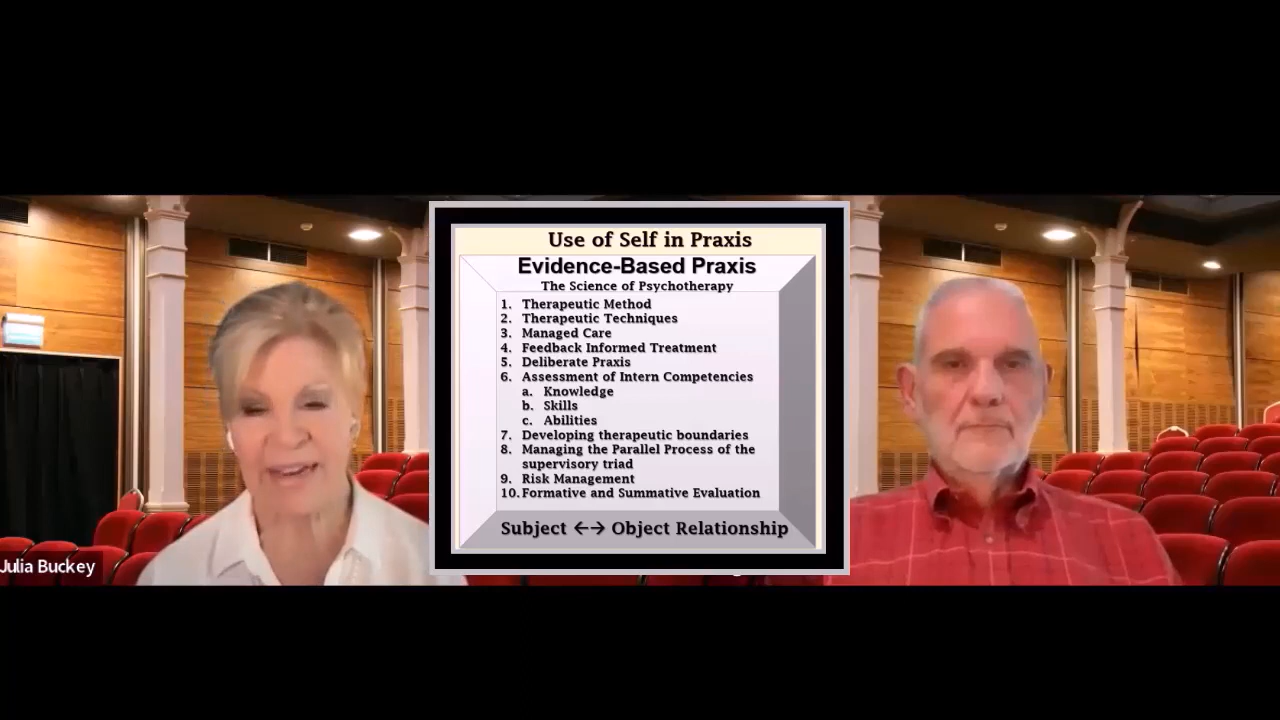 Use of Self in Praxis
Evidence-Based Praxis
The Science of Psychotherapy
1. Therapeutic Method
2. Therapeutic Techniques
3. Managed Care
4. Feedback Informed Treatment
5. Deliberate Praxis
6. Assessment of Intern Competencies
a. Knowledge
b. Skills
c. Abilities
7. Developing therapeutic boundaries
8. Managing the Parallel Process of the
supervisory triad
9. Risk Management
10. Formative and Summative Evaluation
Subject ←→ Object Relationship
Julia Buckey